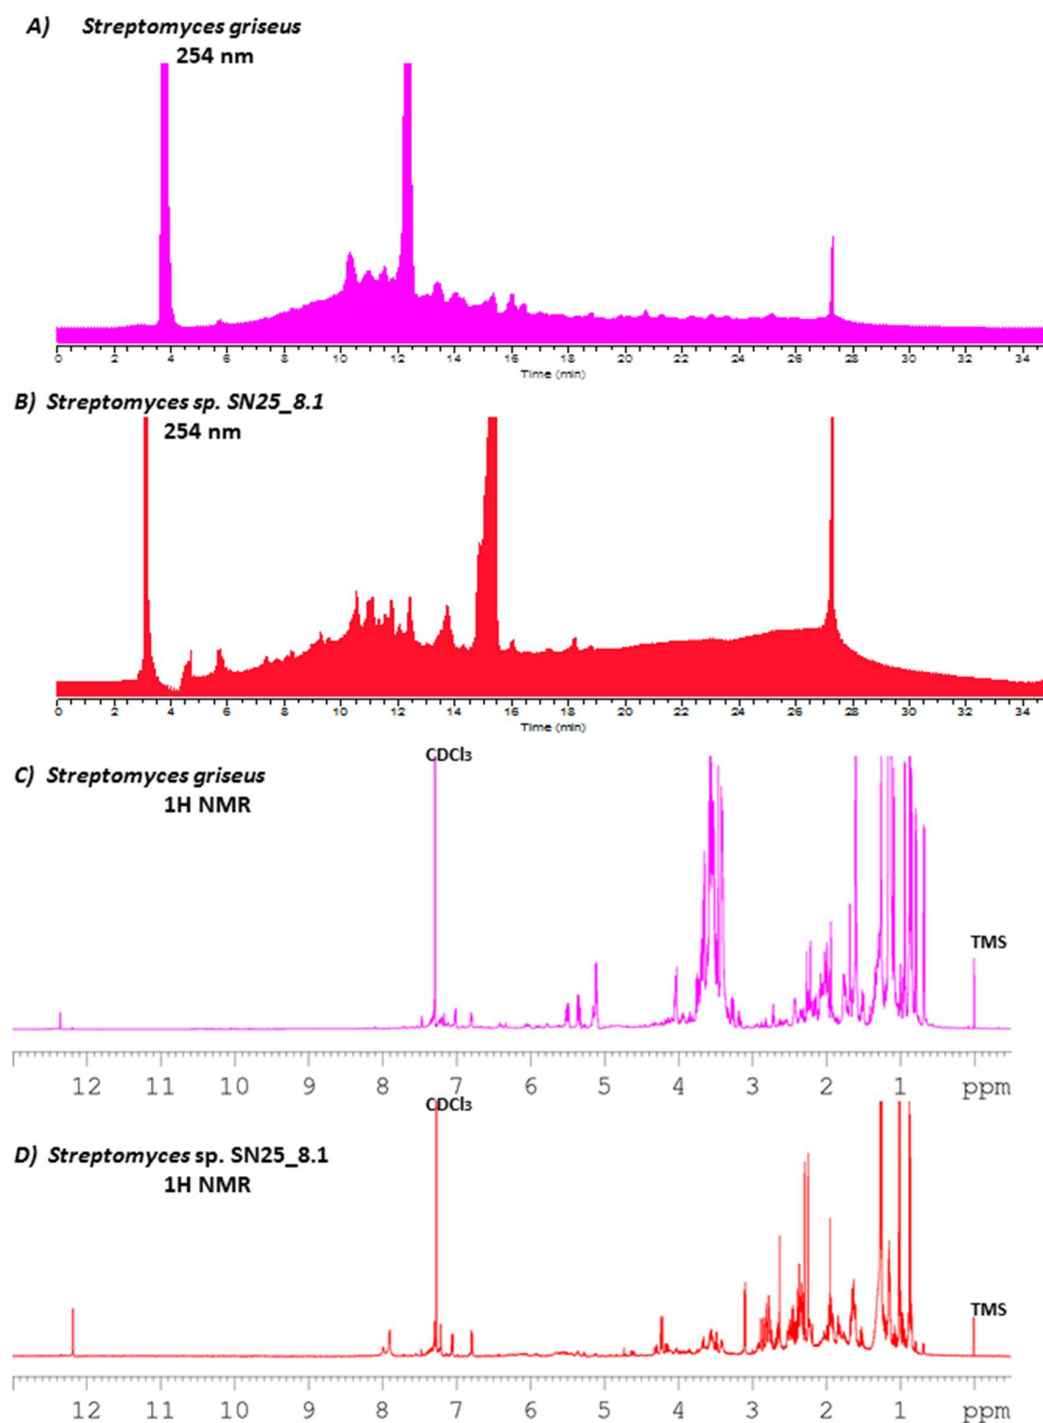 A) Streptomyces griseus
254 nm
0 2 4 6 8 10 12 14 16 18 20 22 24 26 28 30 32 34
Time (min)
B) Streptomyces sp. SN25_8.1
254 nm
0 2 4 6 8 10 12 14 16 18 20 22 24 26 28 30 32 34
Time (min)
CDCl₃
C) Streptomyces griseus
1H NMR
TMS
12 11 10 9 8 7 6 5 4 3 2 1 ppm
CDCl₃
D) Streptomyces sp. SN25_8.1
1H NMR
TMS
12 11 10 9 8 7 6 5 4 3 2 1 ppm